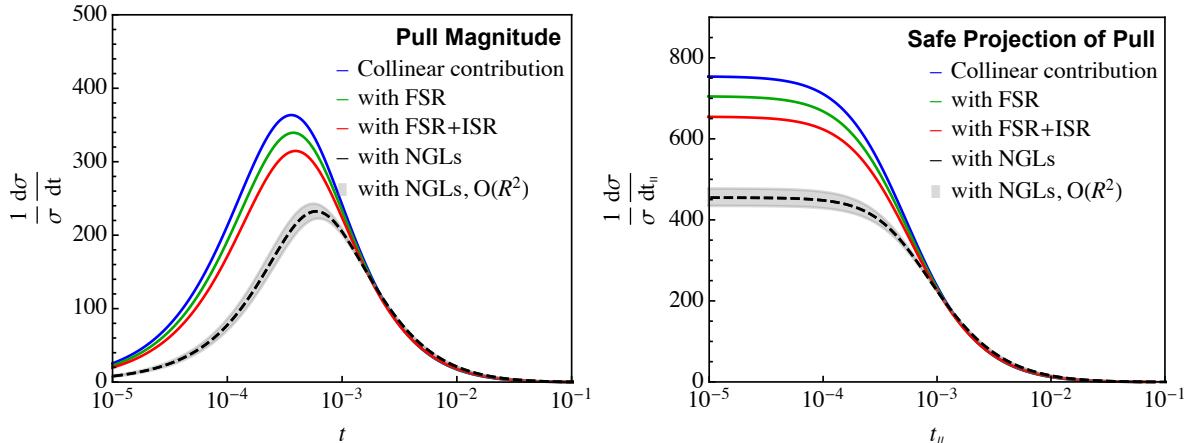 Pull Magnitude
Collinear contribution
with FSR
with FSR+ISR
with NGLs
with NGLs, O(R²)
500
400
300
200
100
0
1/σ dσ/dt
10⁻⁵ 10⁻⁴ 10⁻³ 10⁻² 10⁻¹
t
Safe Projection of Pull
Collinear contribution
with FSR
with FSR+ISR
with NGLs
with NGLs, O(R²)
800
600
400
200
0
1/σ dσ/dt_∥
10⁻⁵ 10⁻⁴ 10⁻³ 10⁻² 10⁻¹
t_∥